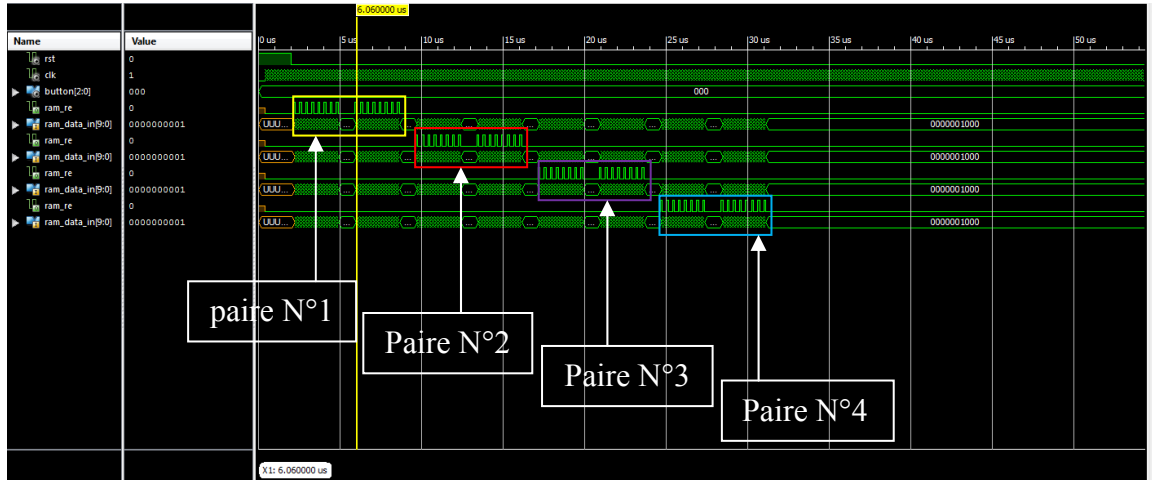 6.060000 us
Name Value 0 us 5 us 10 us 15 us 20 us 25 us 30 us 35 us 40 us 45 us 50 us
rst 0
clk 1
button[2:0] 000 000
ram_re 0
ram_data_in[9:0] 0000000001 UUU... ... ... ... ... ... ... ... 0000001000
ram_re 0
ram_data_in[9:0] 0000000001 UUU... ... ... ... ... ... ... ... 0000001000
ram_re 0
ram_data_in[9:0] 0000000001 UUU... ... ... ... ... ... ... ... 0000001000
ram_re 0
ram_data_in[9:0] 0000000001 UUU... ... ... ... ... ... ... ... 0000001000
paire N°1
Paire N°2
Paire N°3
Paire N°4
X1: 6.060000 us